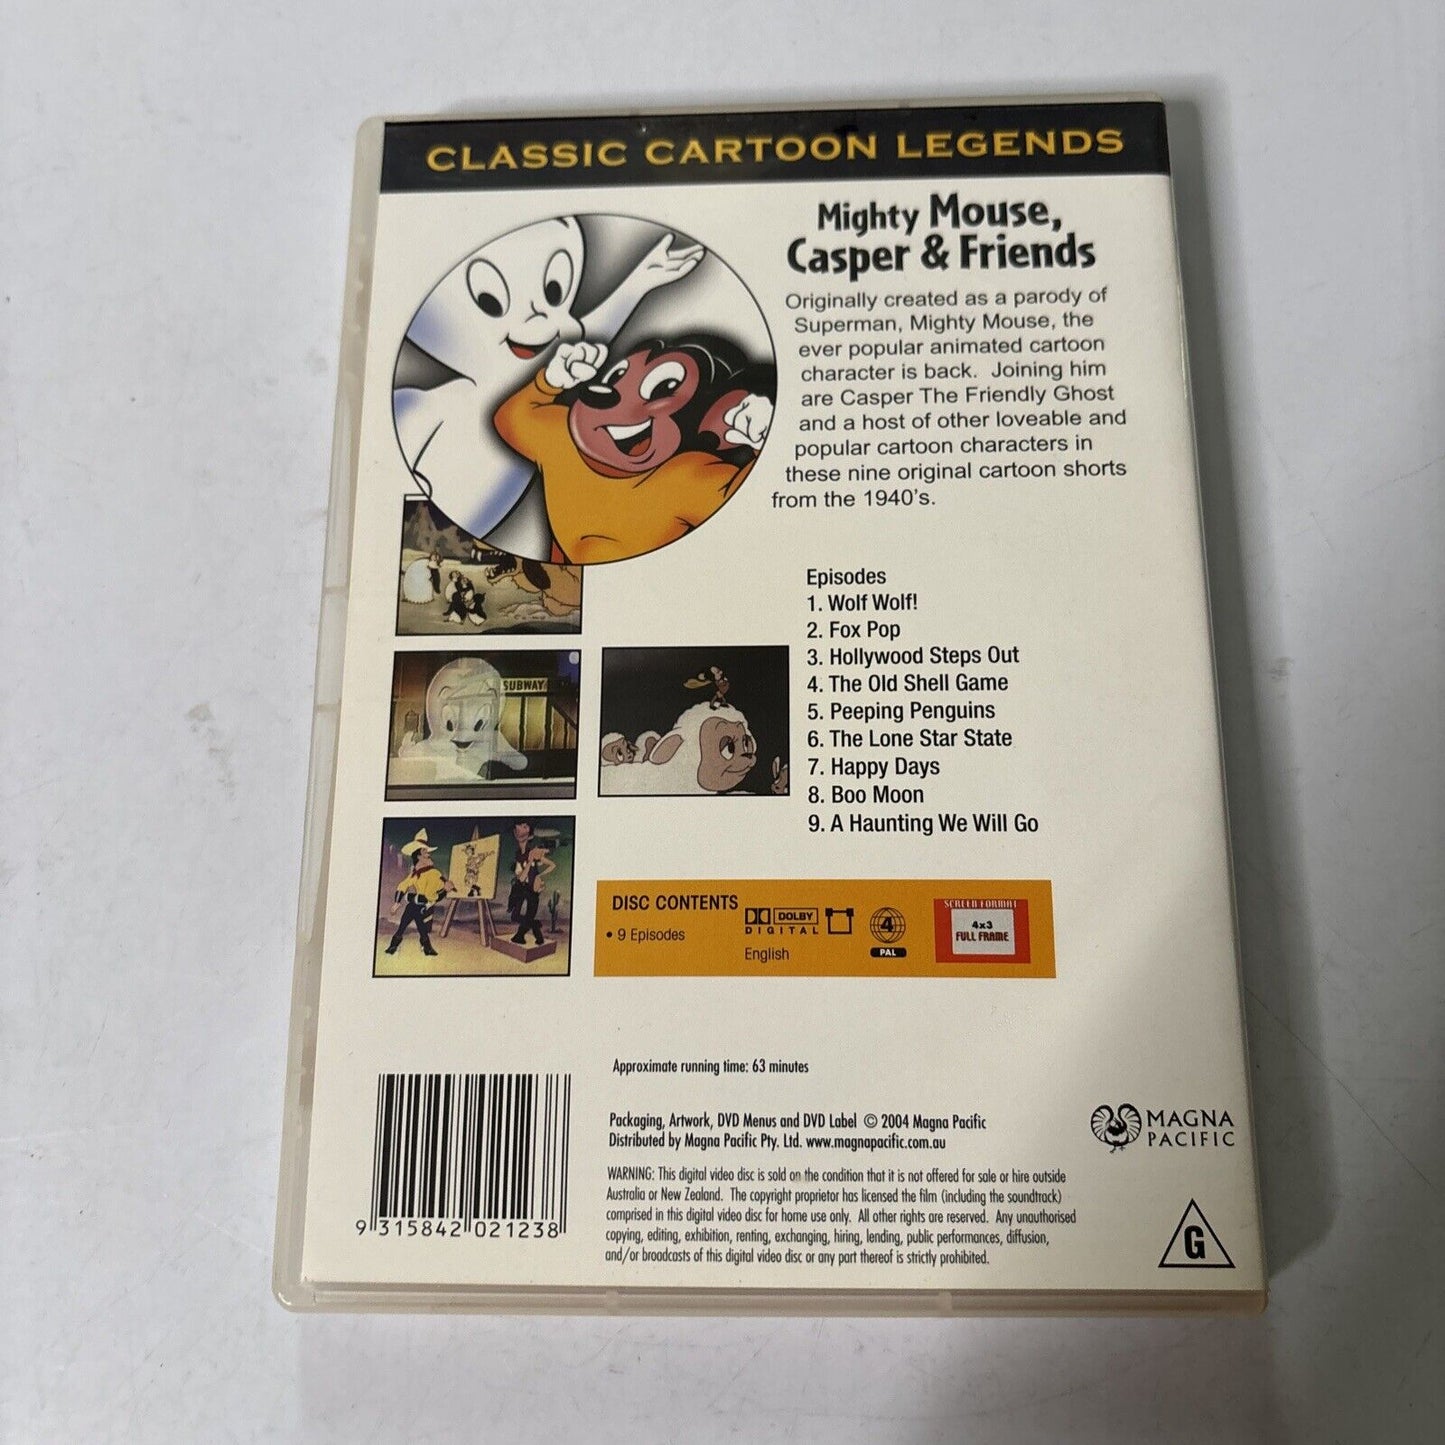 CLASSIC CARTOON LEGENDS
Mighty Mouse,
Casper & Friends
Originally created as a parody of
Superman, Mighty Mouse, the
ever popular animated cartoon
character is back. Joining him
are Casper The Friendly Ghost
and a host of other loveable and
popular cartoon characters in
these nine original cartoon shorts
from the 1940's.
SUBWAY
Episodes
1. Wolf Wolf!
2. Fox Pop
3. Hollywood Steps Out
4. The Old Shell Game
5. Peeping Penguins
6. The Lone Star State
7. Happy Days
8. Boo Moon
9. A Haunting We Will Go
DISC CONTENTS
• 9 Episodes
DOLBY
DIGITAL
English
4
PAL
SCREEN FORMAT
4x3
FULL FRAME
Approximate running time: 63 minutes
Packaging, Artwork, DVD Menus and DVD Label © 2004 Magna Pacific
Distributed by Magna Pacific Pty. Ltd. www.magnapacific.com.au
MAGNA
PACIFIC
WARNING: This digital video disc is sold on the condition that it is not offered for sale or hire outside
Australia or New Zealand. The copyright proprietor has licensed the film (including the soundtrack)
comprised in this digital video disc for home use only. All other rights are reserved. Any unauthorised
copying, editing, exhibition, renting, exchanging, hiring, lending, public performances, diffusion,
and/or broadcasts of this digital video disc or any part thereof is strictly prohibited.
9 315842 021238
G